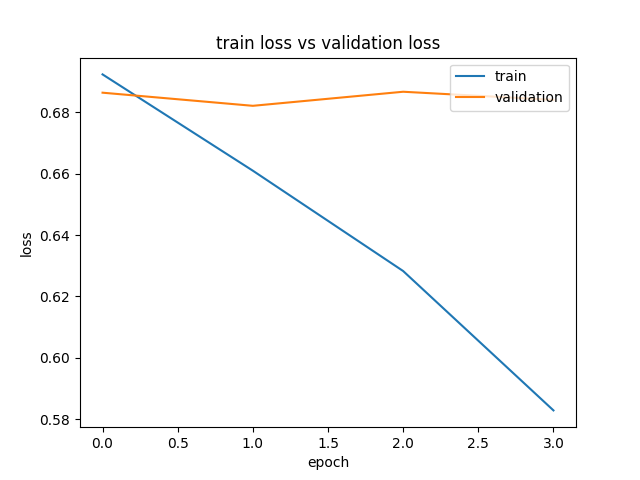 train loss vs validation loss
train
validation
loss
0.68
0.66
0.64
0.62
0.60
0.58
0.0 0.5 1.0 1.5 2.0 2.5 3.0
epoch